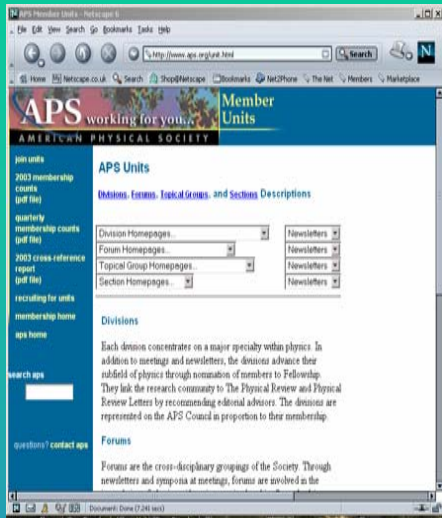 APS Member Units - Netscape 6
File Edit View Search Go Bookmarks Tasks Help
http://www.aps.org/unit.html
Search
Home My Netscape.co.uk Search Shop@Netscape Bookmarks Net2Phone The Net Members Marketplace
APS working for you...
Member
Units
AMERICAN PHYSICAL SOCIETY
join units
2003 membership
counts
(pdf file)
quarterly
membership counts
(pdf file)
2003 cross-reference
report
(pdf file)
recruiting for units
membership home
aps home
search aps
questions? contact aps
APS Units
Divisions, Forums, Topical Groups, and Sections Descriptions
Division Homepages... Newsletters
Forum Homepages... Newsletters
Topical Group Homepages... Newsletters
Section Homepages... Newsletters
Divisions
Each division concentrates on a major specialty within physics. In
addition to meetings and newsletters, the divisions advance their
subfield of physics through nomination of members to Fellowship.
They link the research community to The Physical Review and Physical
Review Letters by recommending editorial advisors. The divisions are
represented on the APS Council in proportion to their membership.
Forums
Forums are the cross-disciplinary groupings of the Society. Through
newsletters and symposia at meetings, forums are involved in the
Document: Done (7.241 secs)